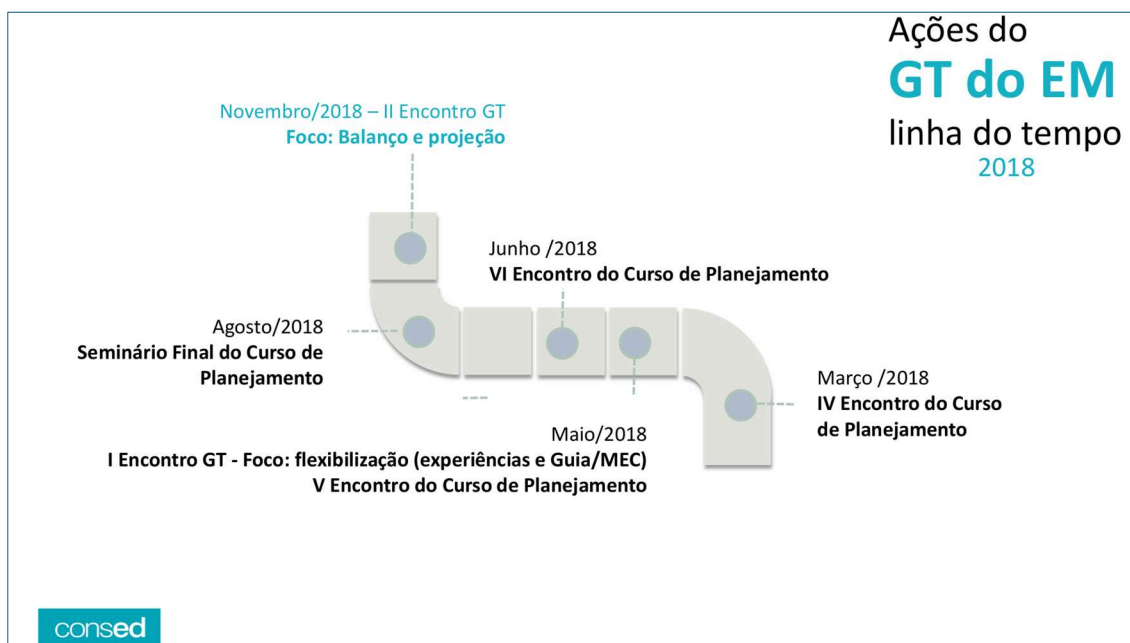 Ações do
GT do EM
linha do tempo
2018
Novembro/2018 – II Encontro GT
Foco: Balanço e projeção
Junho /2018
VI Encontro do Curso de Planejamento
Agosto/2018
Seminário Final do Curso de
Planejamento
Março /2018
IV Encontro do Curso
de Planejamento
Maio/2018
I Encontro GT - Foco: flexibilização (experiências e Guia/MEC)
V Encontro do Curso de Planejamento
consed